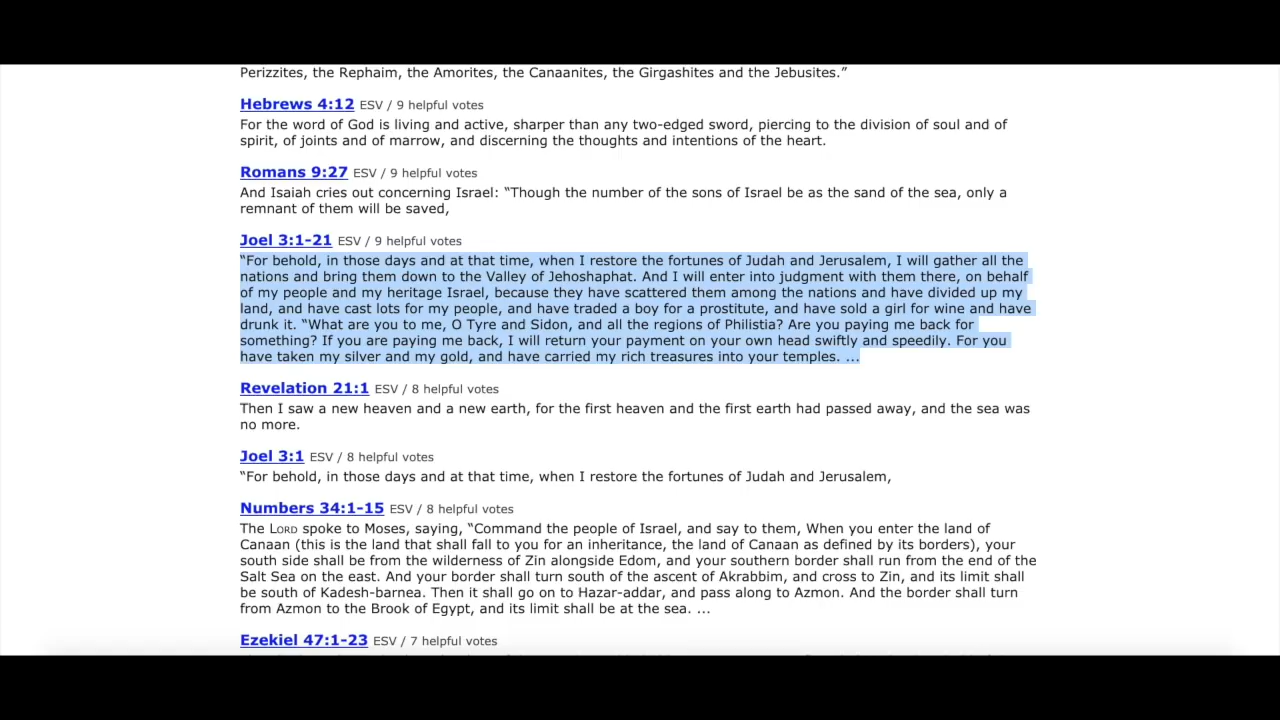 Perizzites, the Rephaim, the Amorites, the Canaanites, the Girgashites and the Jebusites.”
Hebrews 4:12 ESV / 9 helpful votes
For the word of God is living and active, sharper than any two-edged sword, piercing to the division of soul and of
spirit, of joints and of marrow, and discerning the thoughts and intentions of the heart.
Romans 9:27 ESV / 9 helpful votes
And Isaiah cries out concerning Israel: “Though the number of the sons of Israel be as the sand of the sea, only a
remnant of them will be saved,
Joel 3:1-21 ESV / 9 helpful votes
“For behold, in those days and at that time, when I restore the fortunes of Judah and Jerusalem, I will gather all the
nations and bring them down to the Valley of Jehoshaphat. And I will enter into judgment with them there, on behalf
of my people and my heritage Israel, because they have scattered them among the nations and have divided up my
land, and have cast lots for my people, and have traded a boy for a prostitute, and have sold a girl for wine and have
drunk it. “What are you to me, O Tyre and Sidon, and all the regions of Philistia? Are you paying me back for
something? If you are paying me back, I will return your payment on your own head swiftly and speedily. For you
have taken my silver and my gold, and have carried my rich treasures into your temples. ...
Revelation 21:1 ESV / 8 helpful votes
Then I saw a new heaven and a new earth, for the first heaven and the first earth had passed away, and the sea was
no more.
Joel 3:1 ESV / 8 helpful votes
“For behold, in those days and at that time, when I restore the fortunes of Judah and Jerusalem,
Numbers 34:1-15 ESV / 8 helpful votes
The LORD spoke to Moses, saying, “Command the people of Israel, and say to them, When you enter the land of
Canaan (this is the land that shall fall to you for an inheritance, the land of Canaan as defined by its borders), your
south side shall be from the wilderness of Zin alongside Edom, and your southern border shall run from the end of the
Salt Sea on the east. And your border shall turn south of the ascent of Akrabbim, and cross to Zin, and its limit shall
be south of Kadesh-barnea. Then it shall go on to Hazar-addar, and pass along to Azmon. And the border shall turn
from Azmon to the Brook of Egypt, and its limit shall be at the sea. ...
Ezekiel 47:1-23 ESV / 7 helpful votes